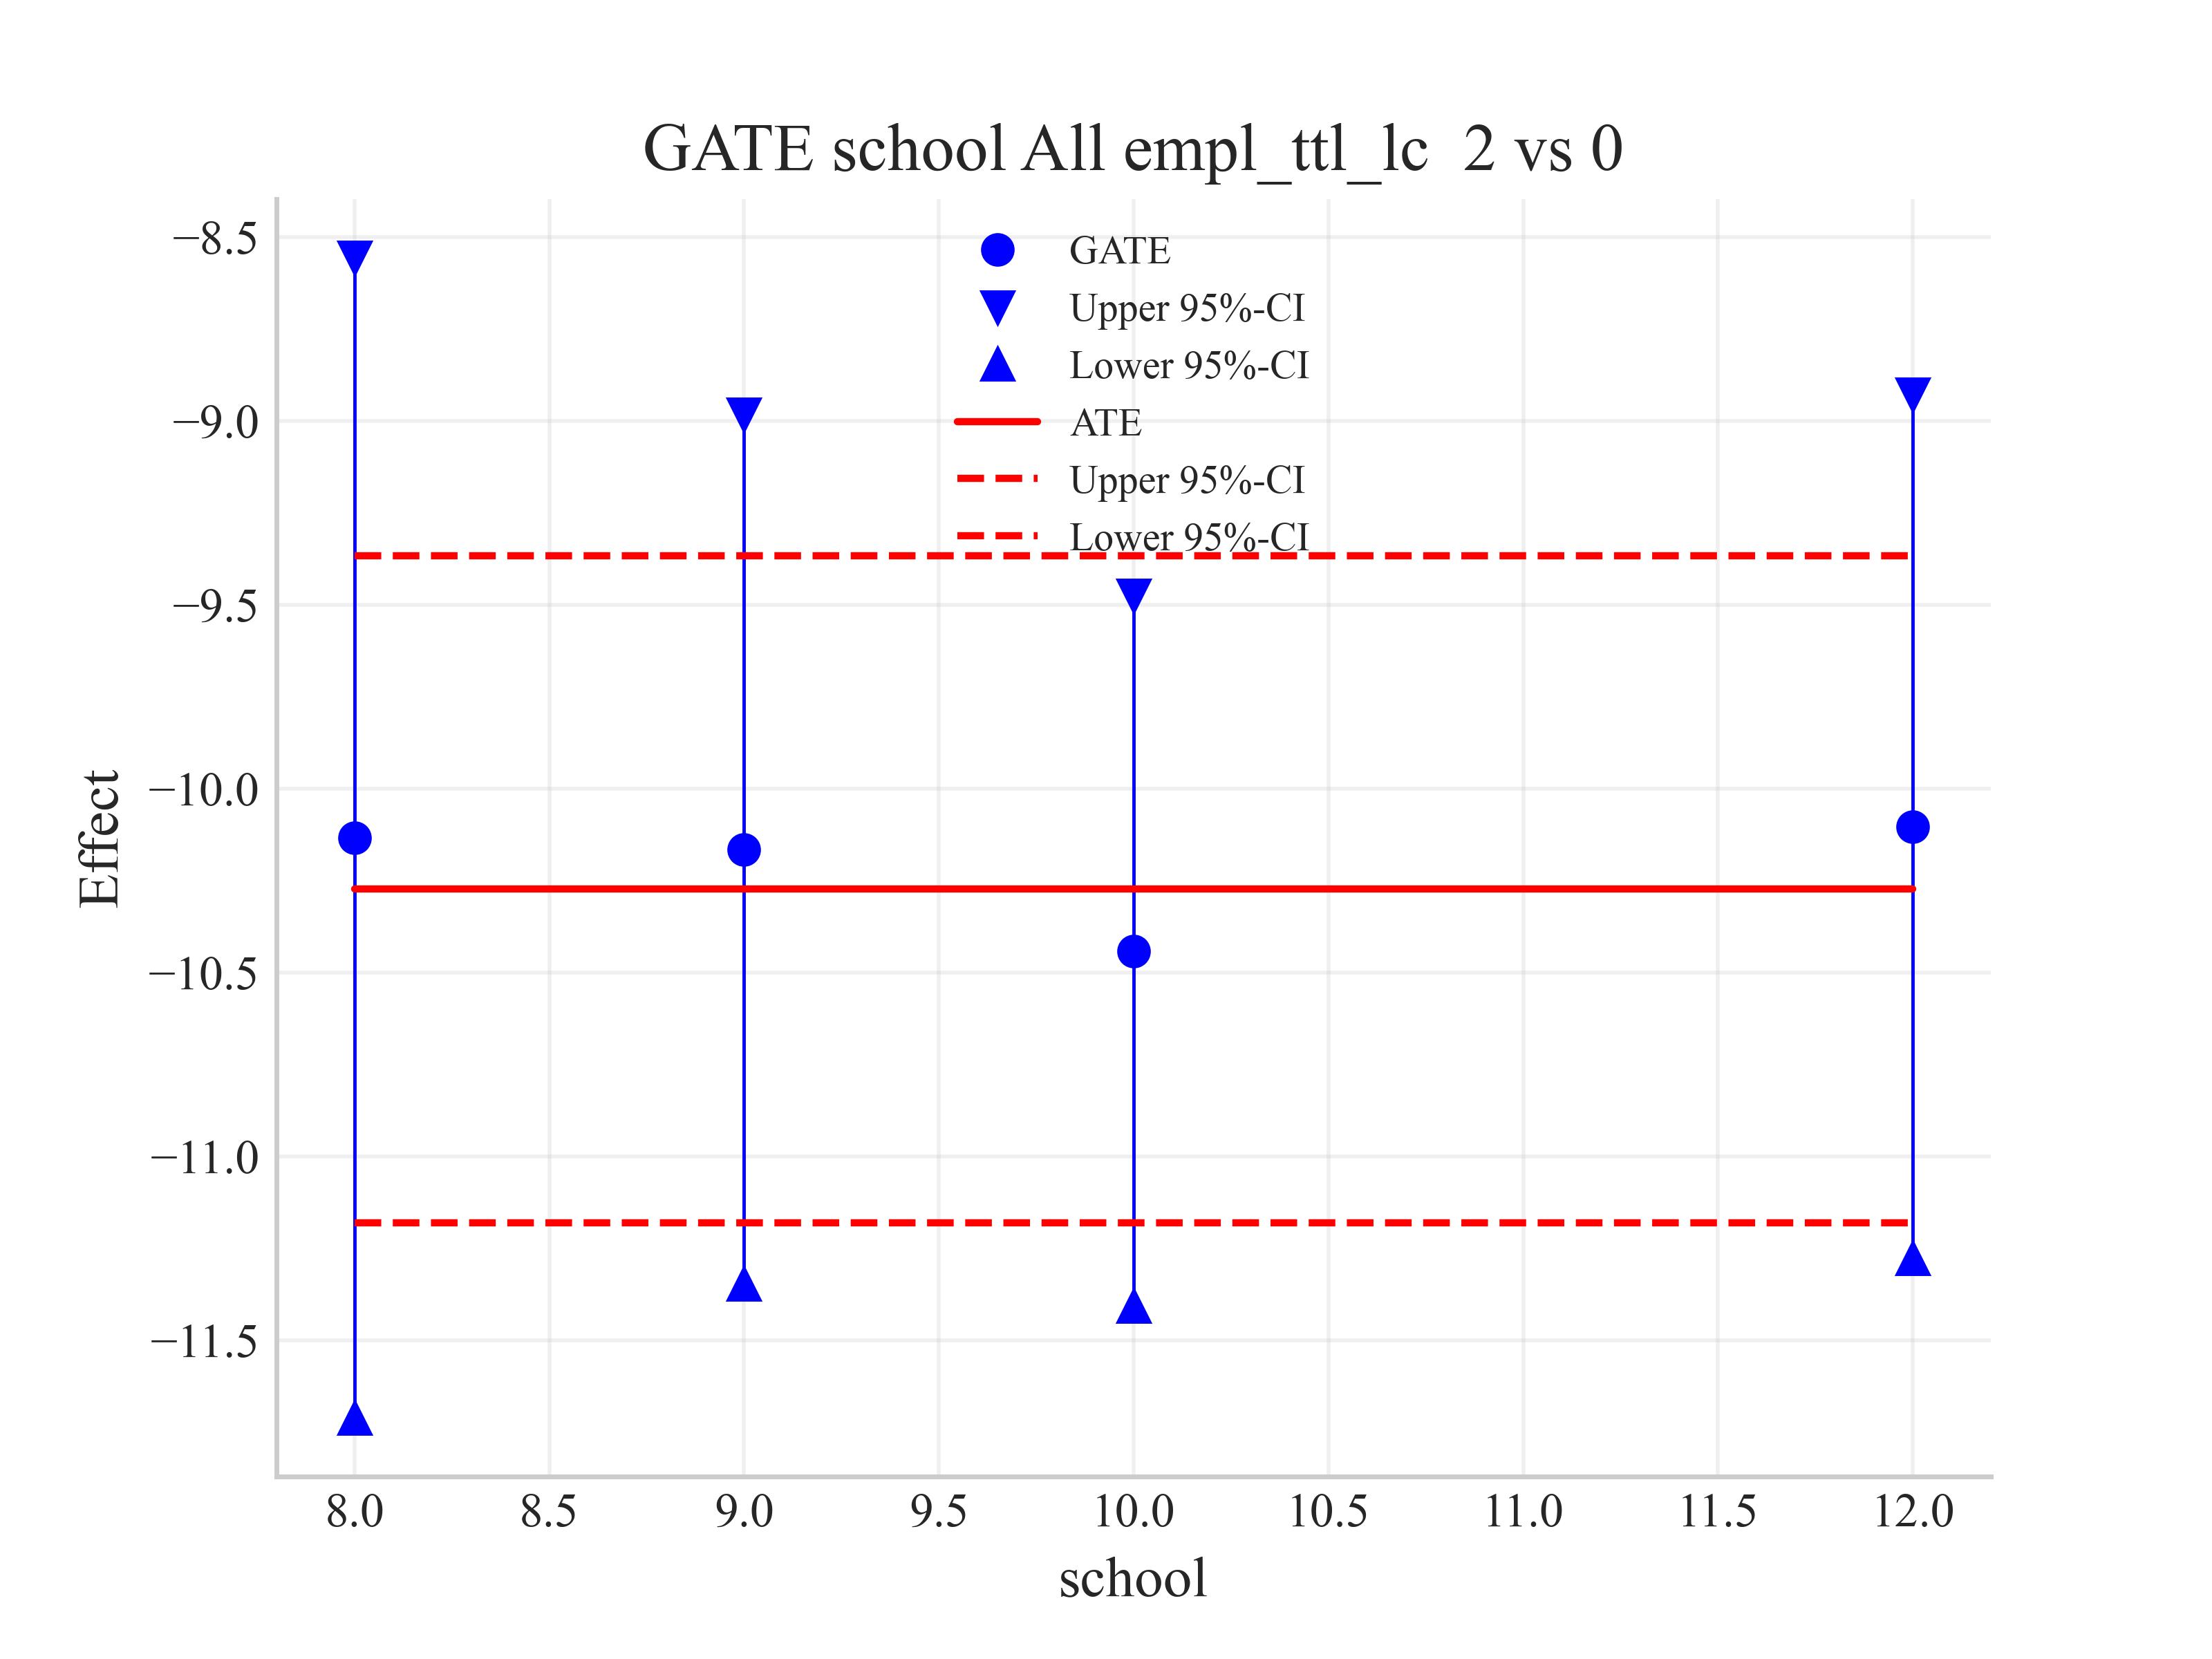 GATE school All empl_ttl_lc 2 vs 0
GATE
Upper 95%-CI
Lower 95%-CI
ATE
Upper 95%-CI
Lower 95%-CI
Effect
−8.5
−9.0
−9.5
−10.0
−10.5
−11.0
−11.5
8.0 8.5 9.0 9.5 10.0 10.5 11.0 11.5 12.0
school